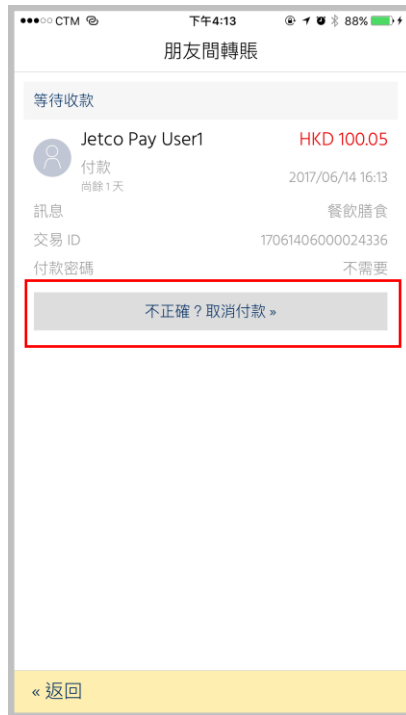 ●●●○○ CTM 下午4:13 88%
朋友間轉賬
等待收款
Jetco Pay User1 HKD 100.05
付款
尚餘1天 2017/06/14 16:13
訊息 餐飲膳食
交易 ID 17061406000024336
付款密碼 不需要
不正確？取消付款 »
« 返回